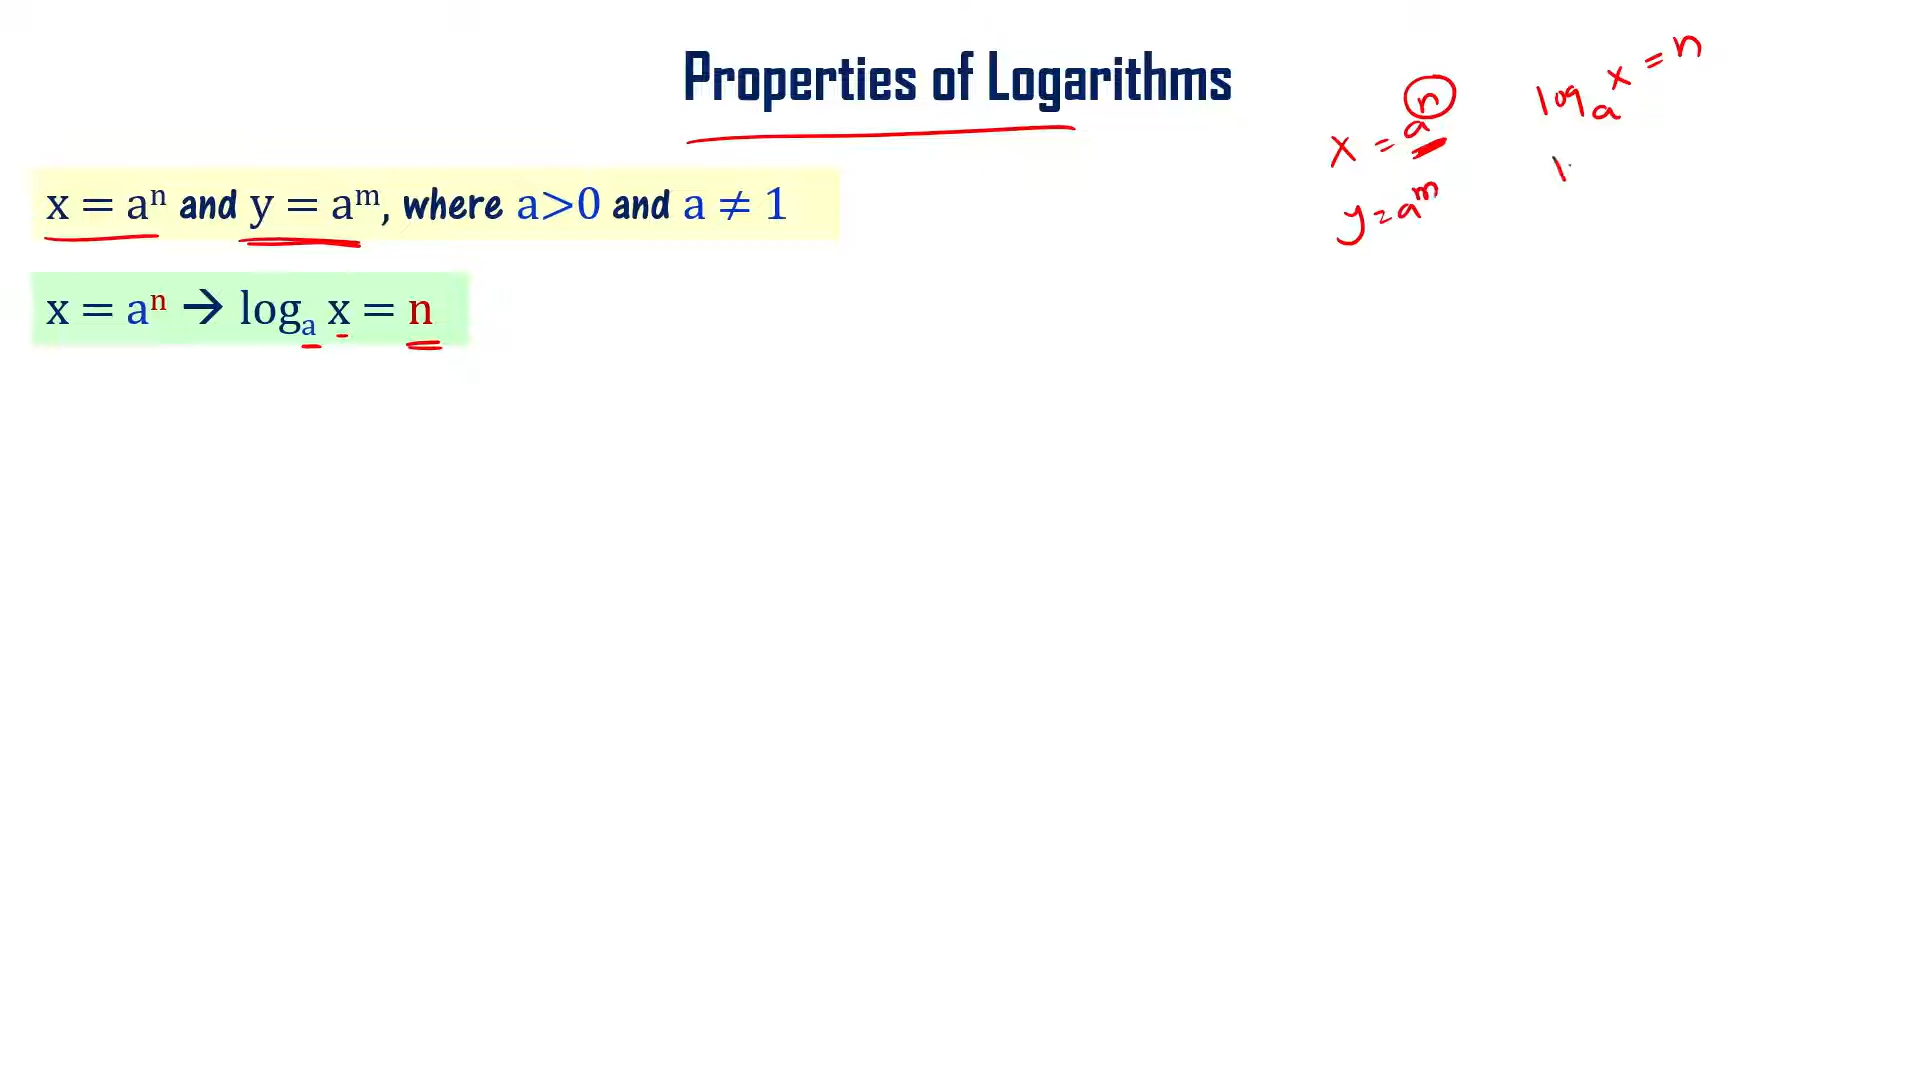 Properties of Logarithms
x = aⁿ and y = aᵐ, where a>0 and a ≠ 1
x = aⁿ → logₐ x = n
x = aⁿ
y = aᵐ
logₐ x = n
l